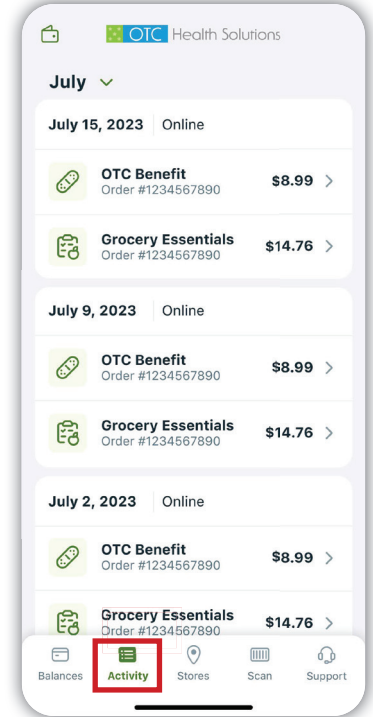 OTC Health Solutions
July
July 15, 2023 Online
OTC Benefit $8.99
Order #1234567890
Grocery Essentials $14.76
Order #1234567890
July 9, 2023 Online
OTC Benefit $8.99
Order #1234567890
Grocery Essentials $14.76
Order #1234567890
July 2, 2023 Online
OTC Benefit $8.99
Order #1234567890
Grocery Essentials $14.76
Order #1234567890
Balances Activity Stores Scan Support